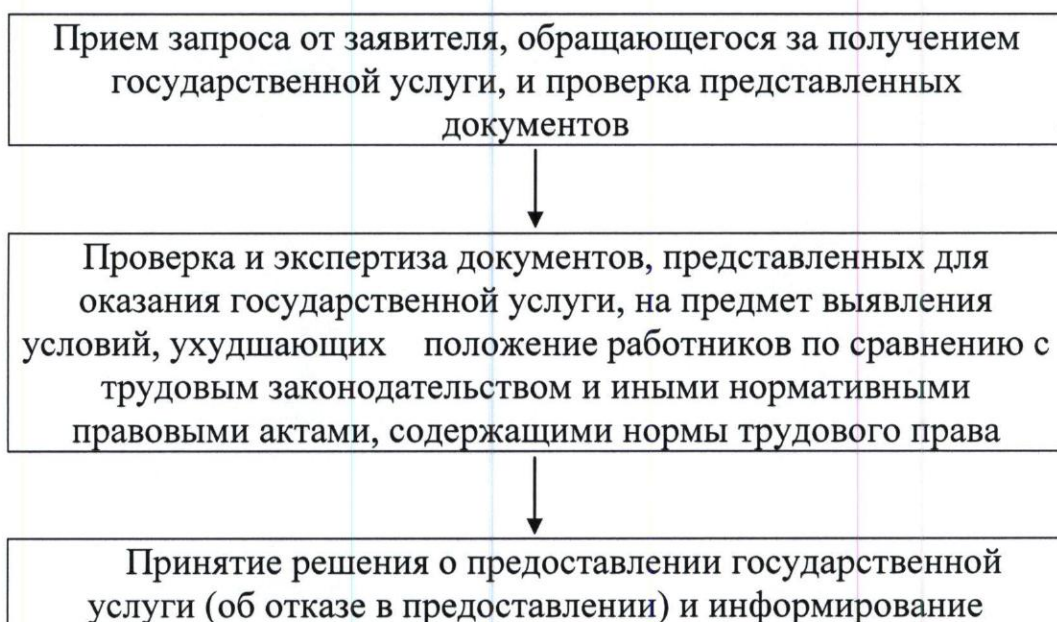 Прием запроса от заявителя, обращающегося за получением
государственной услуги, и проверка представленных
документов
Проверка и экспертиза документов, представленных для
оказания государственной услуги, на предмет выявления
условий, ухудшающих положение работников по сравнению с
трудовым законодательством и иными нормативными
правовыми актами, содержащими нормы трудового права
Принятие решения о предоставлении государственной
услуги (об отказе в предоставлении) и информирование